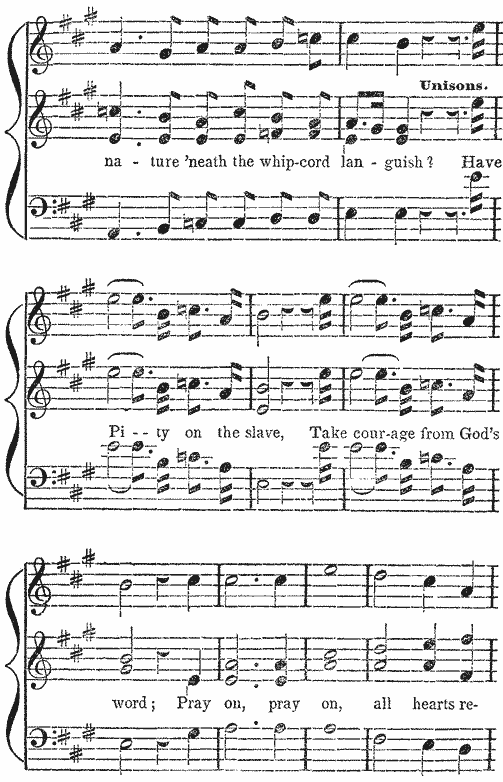 Unisons.
na - ture 'neath the whip-cord lan - guish? Have
Pi - - ty on the slave, Take cour-age from God's
word; Pray on, pray on, all hearts re-